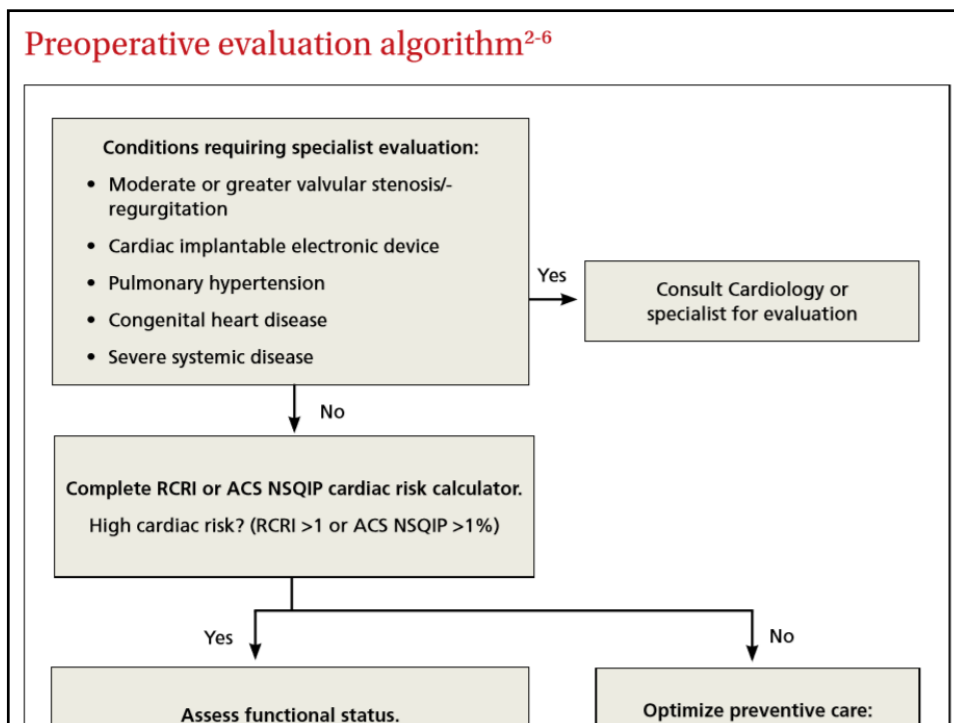 Preoperative evaluation algorithm2-6
Conditions requiring specialist evaluation:
• Moderate or greater valvular stenosis/-
regurgitation
• Cardiac implantable electronic device
• Pulmonary hypertension
• Congenital heart disease
• Severe systemic disease
Yes
Consult Cardiology or
specialist for evaluation
No
Complete RCRI or ACS NSQIP cardiac risk calculator.
High cardiac risk? (RCRI >1 or ACS NSQIP >1%)
Yes
No
Assess functional status.
Optimize preventive care: